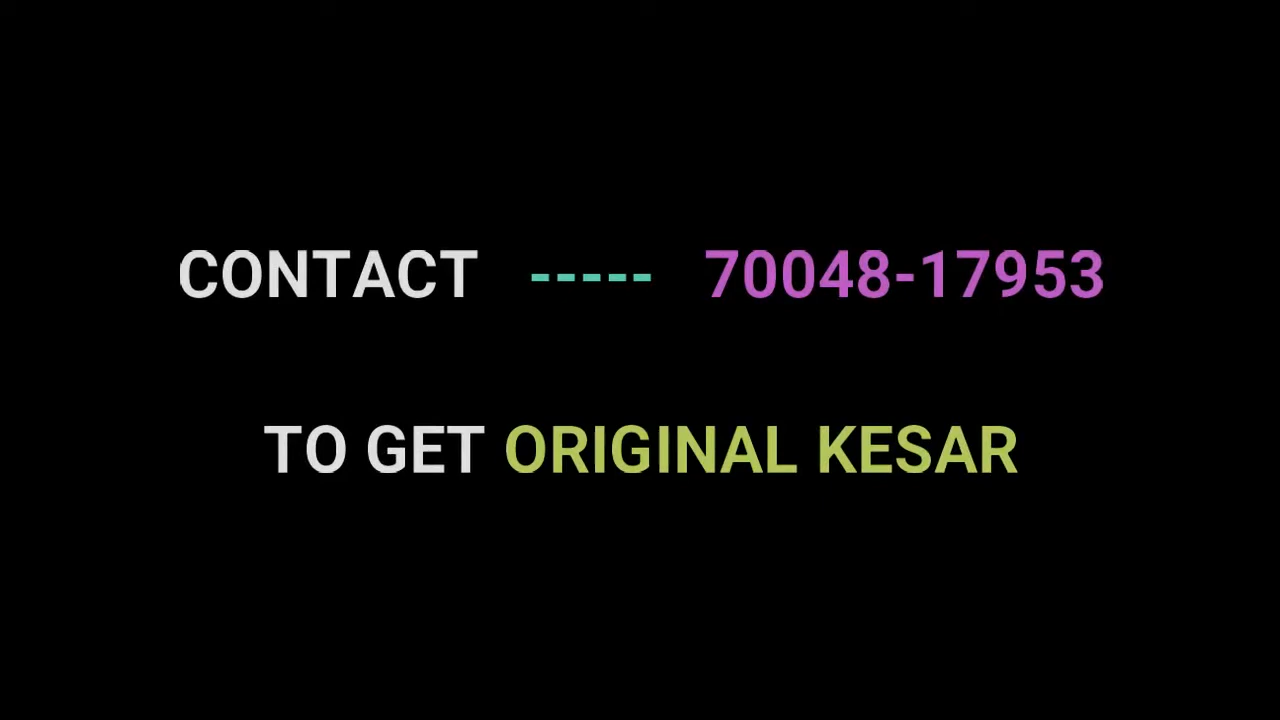 CONTACT ----- 70048-17953
TO GET ORIGINAL KESAR